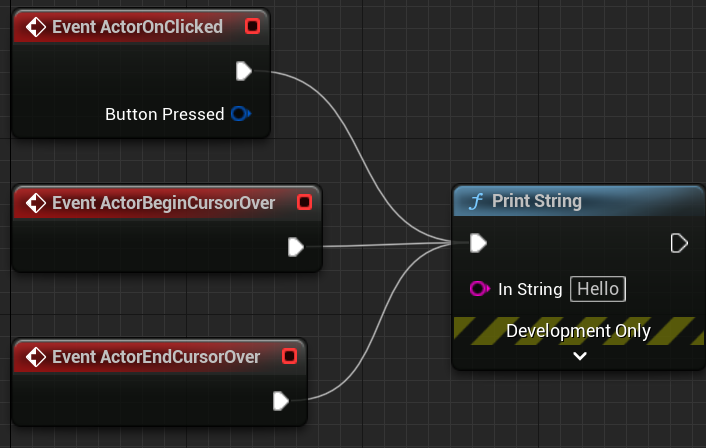 Event ActorOnClicked
Button Pressed
Event ActorBeginCursorOver
Print String
In String Hello
Development Only
Event ActorEndCursorOver